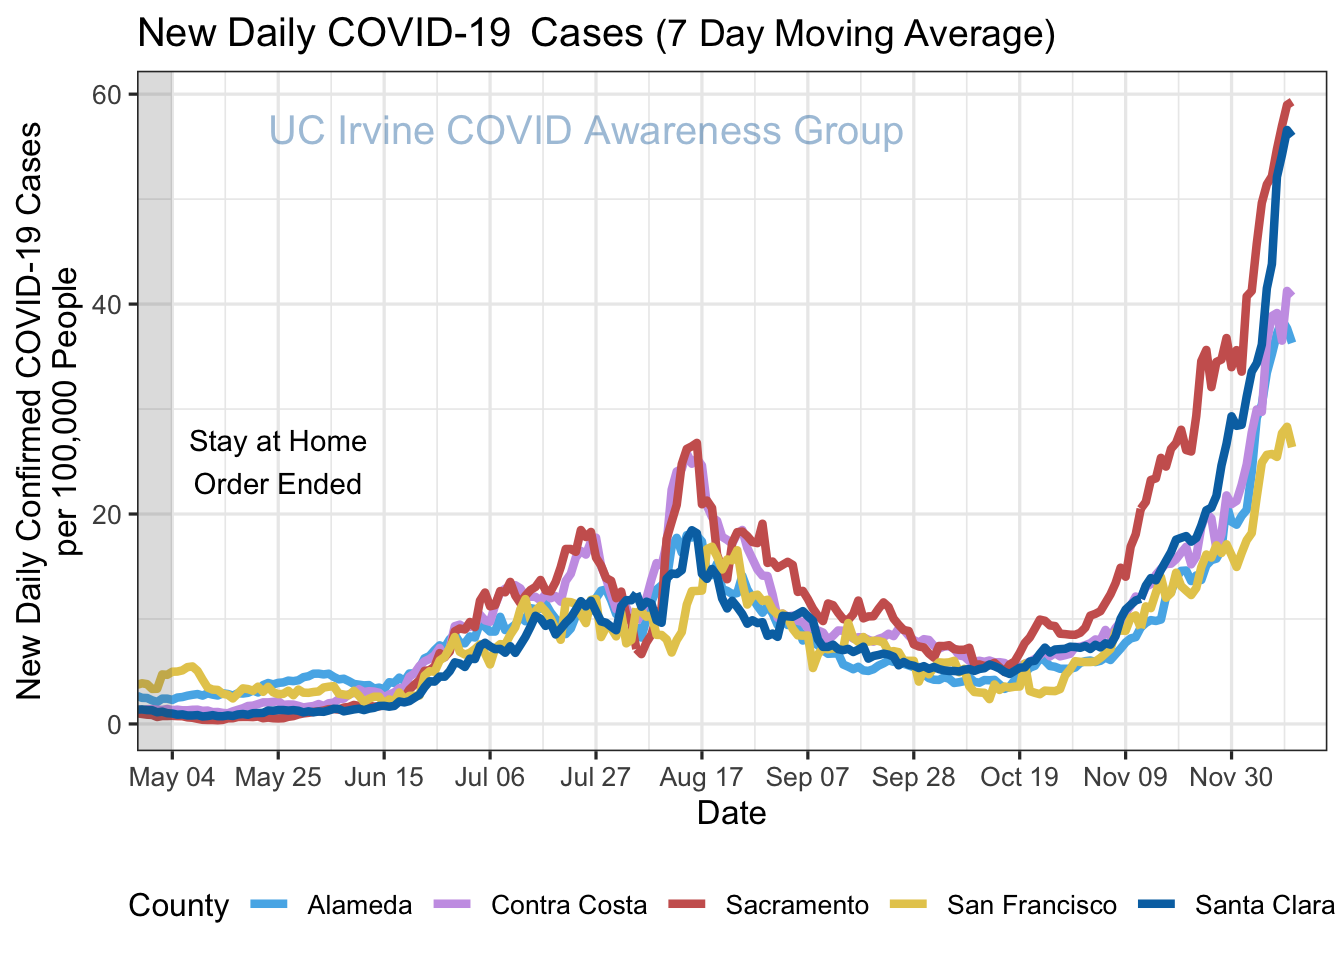 New Daily COVID-19  Cases (7 Day Moving Average)
UC Irvine COVID Awareness Group
New Daily Confirmed COVID-19 Cases
per 100,000 People
60
40
20
0
Stay at Home
Order Ended
May 04 May 25 Jun 15 Jul 06 Jul 27 Aug 17 Sep 07 Sep 28 Oct 19 Nov 09 Nov 30
Date
County Alameda Contra Costa Sacramento San Francisco Santa Clara